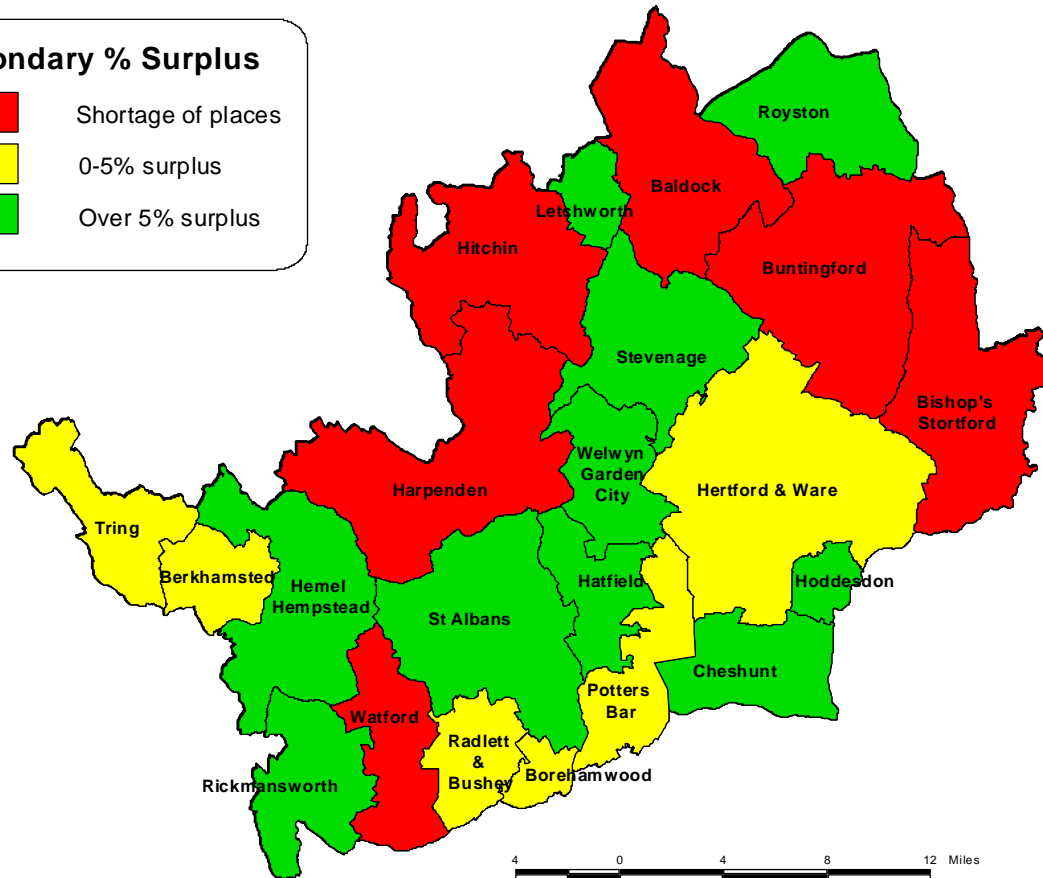 ondary % Surplus
Shortage of places
0-5% surplus
Over 5% surplus
Royston
Baldock
Letchworth
Hitchin
Buntingford
Stevenage
Bishop's
Stortford
Welwyn
Garden
City
Harpenden
Hertford & Ware
Tring
Berkhamsted
Hemel
Hempstead
Hatfield
Hoddesdon
St Albans
Cheshunt
Potters
Bar
Watford
Radlett
&
Bushey
Borehamwood
Rickmansworth
4 0 4 8 12 Miles